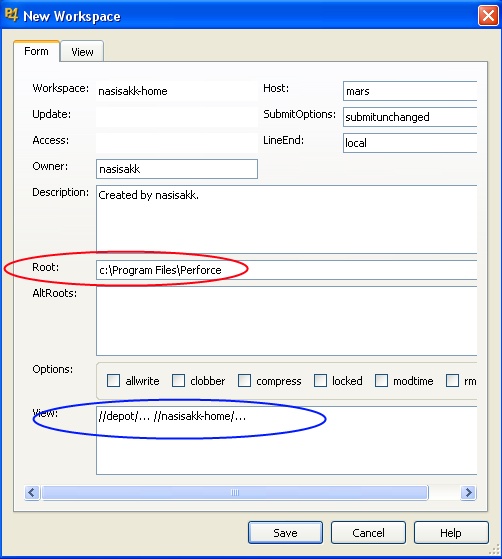 New Workspace
Form View
Workspace: nasisakk-home Host: mars
Update: SubmitOptions: submitunchanged
Access: LineEnd: local
Owner: nasisakk
Description: Created by nasisakk.
Root: c:\Program Files\Perforce
AltRoots:
Options: allwrite clobber compress locked modtime rm
View: //depot/... //nasisakk-home/...
Save Cancel Help